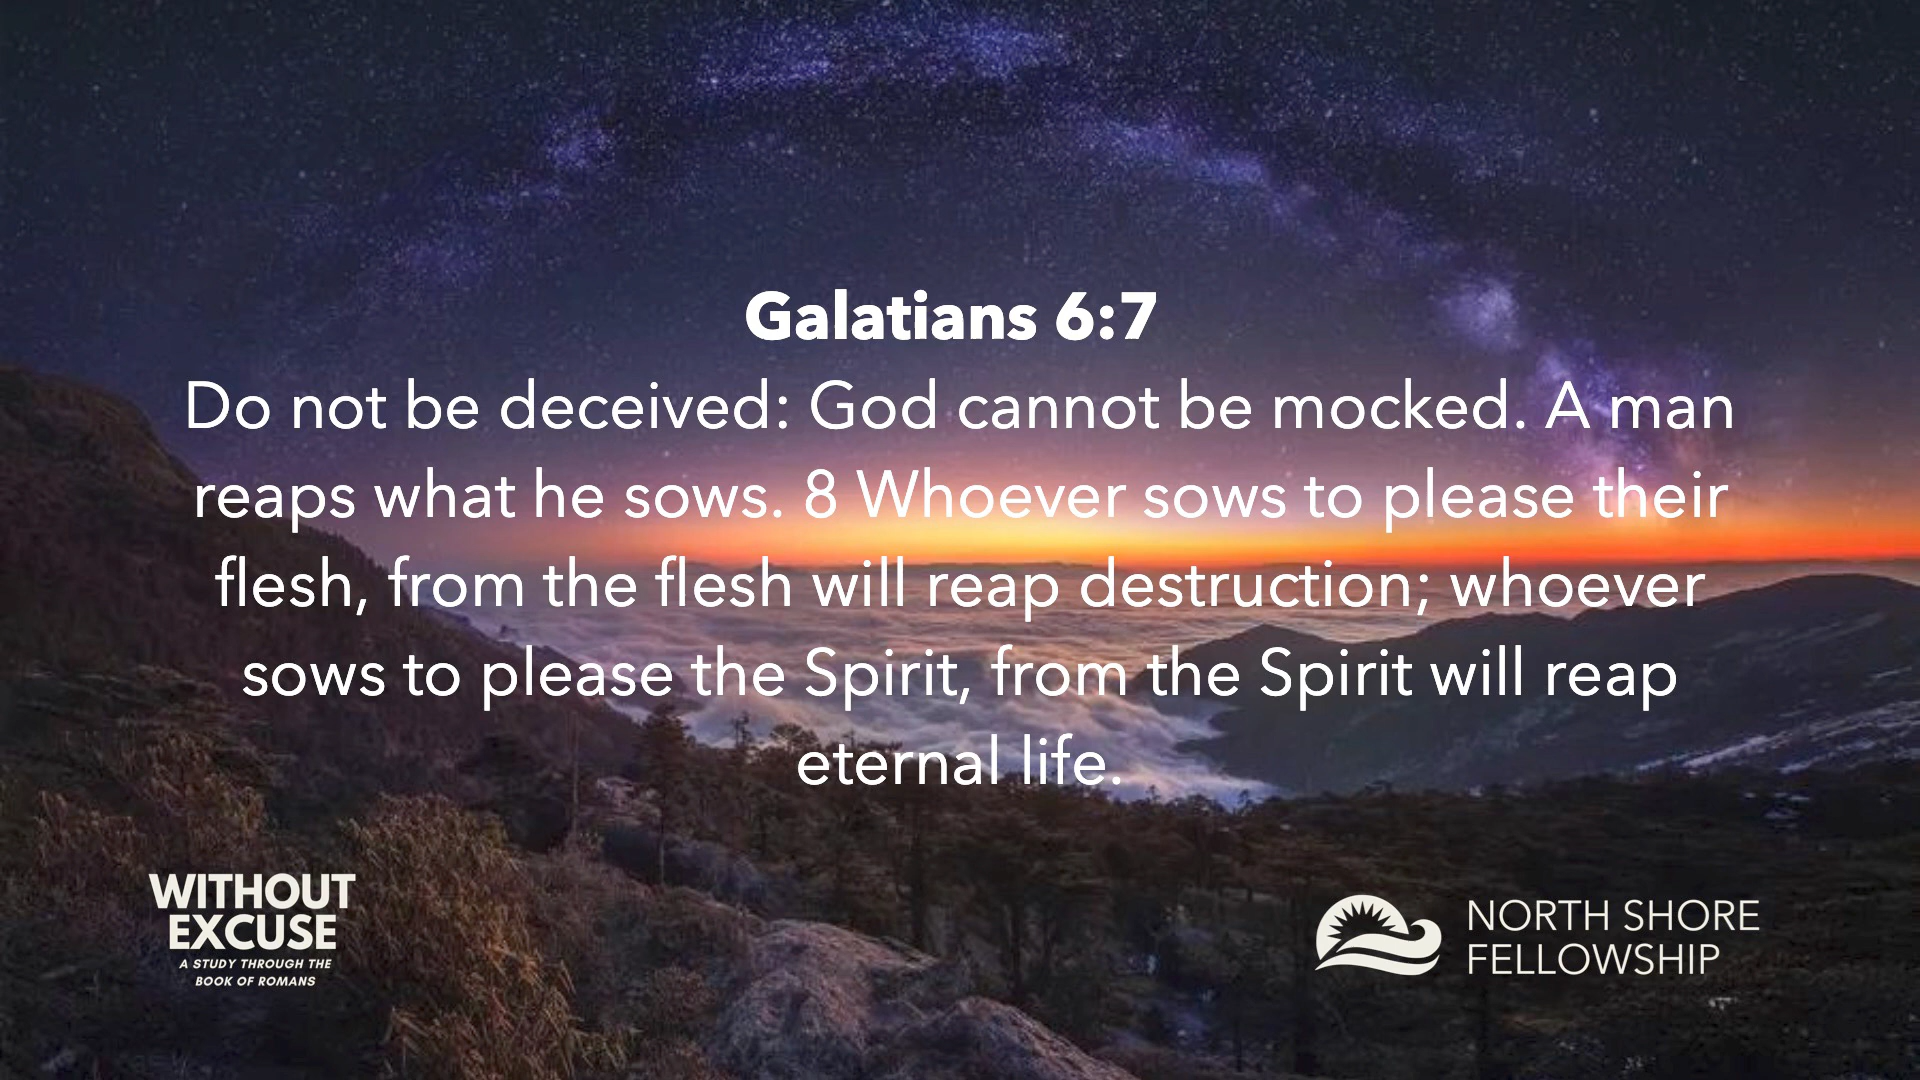 Galatians 6:7
Do not be deceived: God cannot be mocked. A man
reaps what he sows. 8 Whoever sows to please their
flesh, from the flesh will reap destruction; whoever
sows to please the Spirit, from the Spirit will reap
eternal life.
WITHOUT
EXCUSE
A STUDY THROUGH THE
BOOK OF ROMANS
NORTH SHORE
FELLOWSHIP